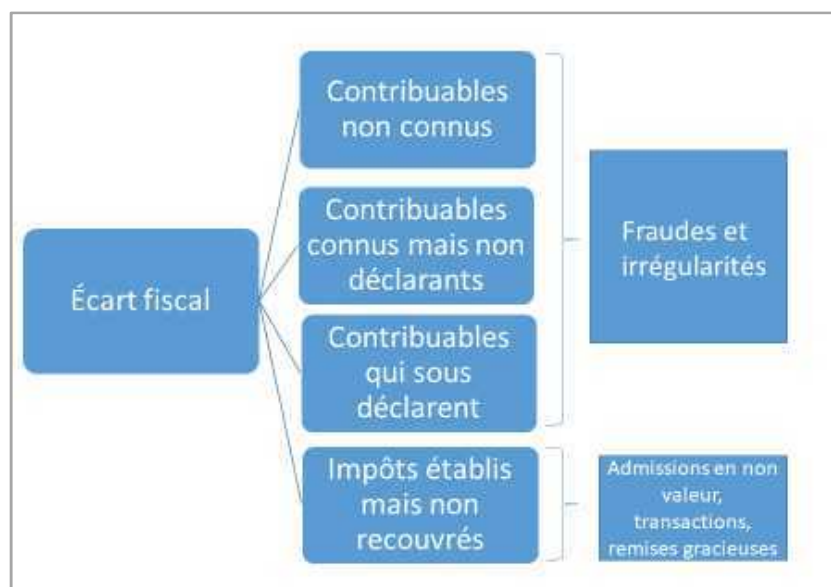 Écart fiscal
Contribuables
non connus
Contribuables
connus mais non
déclarants
Contribuables
qui sous
déclarent
Impôts établis
mais non
recouvrés
Fraudes et
irrégularités
Admissions en non
valeur,
transactions,
remises gracieuses